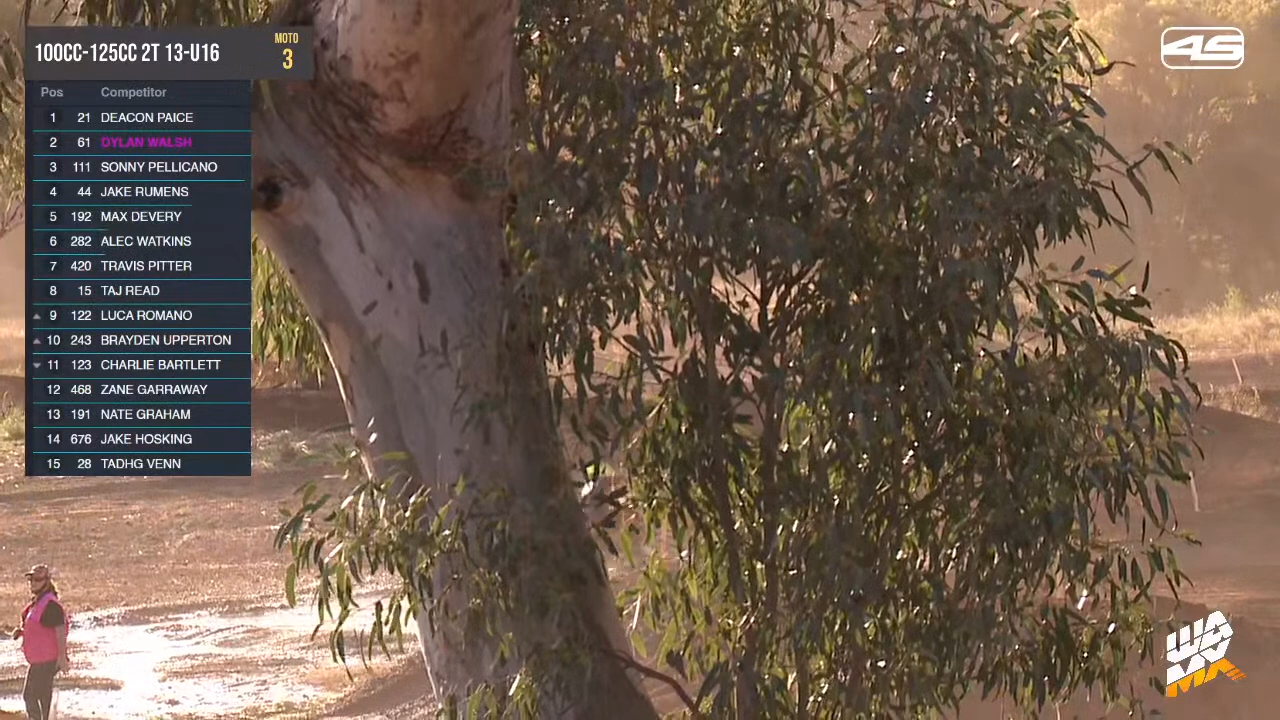 100CC-125CC 2T 13-U16
MOTO
3
Pos Competitor
1 21 DEACON PAICE
2 61 DYLAN WALSH
3 111 SONNY PELLICANO
4 44 JAKE RUMENS
5 192 MAX DEVERY
6 282 ALEC WATKINS
7 420 TRAVIS PITTER
8 15 TAJ READ
9 122 LUCA ROMANO
10 243 BRAYDEN UPPERTON
11 123 CHARLIE BARTLETT
12 468 ZANE GARRAWAY
13 191 NATE GRAHAM
14 676 JAKE HOSKING
15 28 TADHG VENN
4S
WA
MX